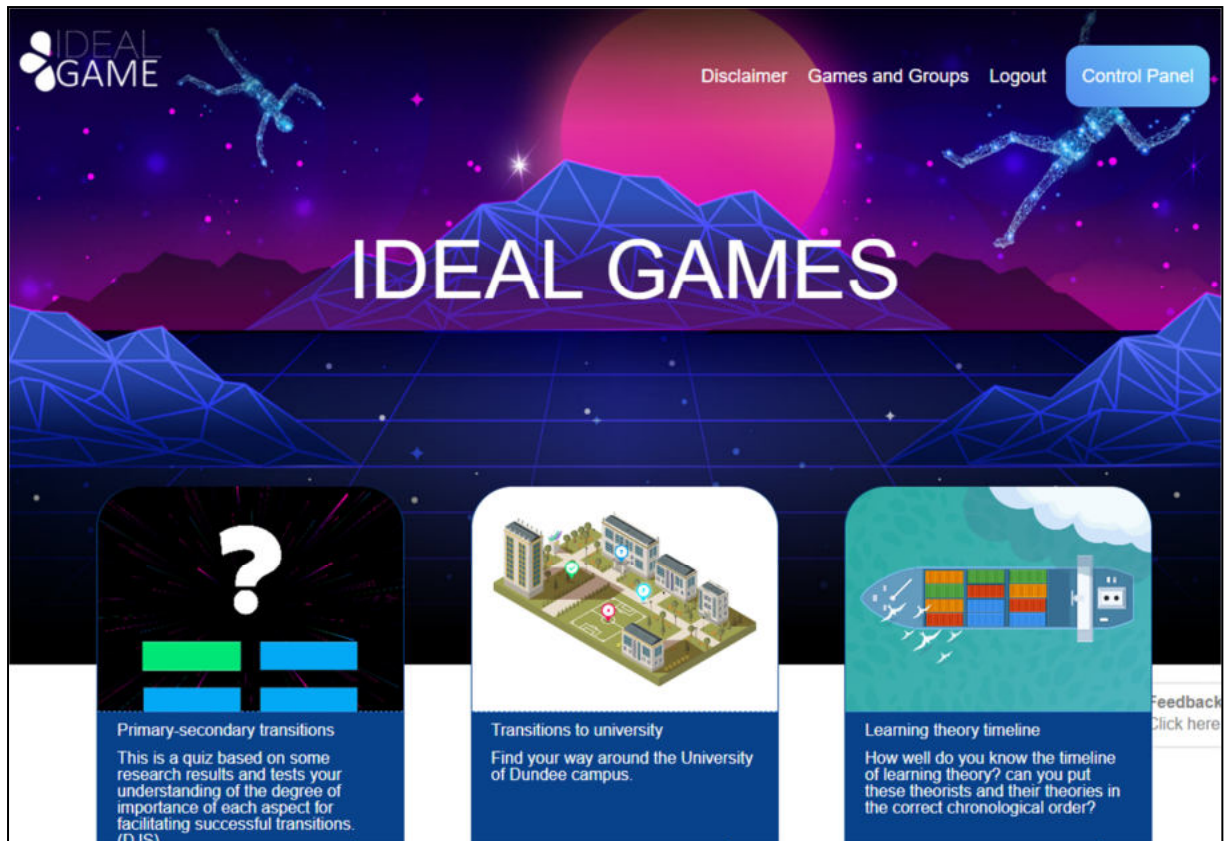 IDEAL
GAME
Disclaimer Games and Groups Logout Control Panel
IDEAL GAMES
?
Primary-secondary transitions
This is a quiz based on some
research results and tests your
understanding of the degree of
importance of each aspect for
facilitating successful transitions.
(DJS)
Transitions to university
Find your way around the University
of Dundee campus.
Learning theory timeline
How well do you know the timeline
of learning theory? can you put
these theorists and their theories in
the correct chronological order?
Feedback
Click here